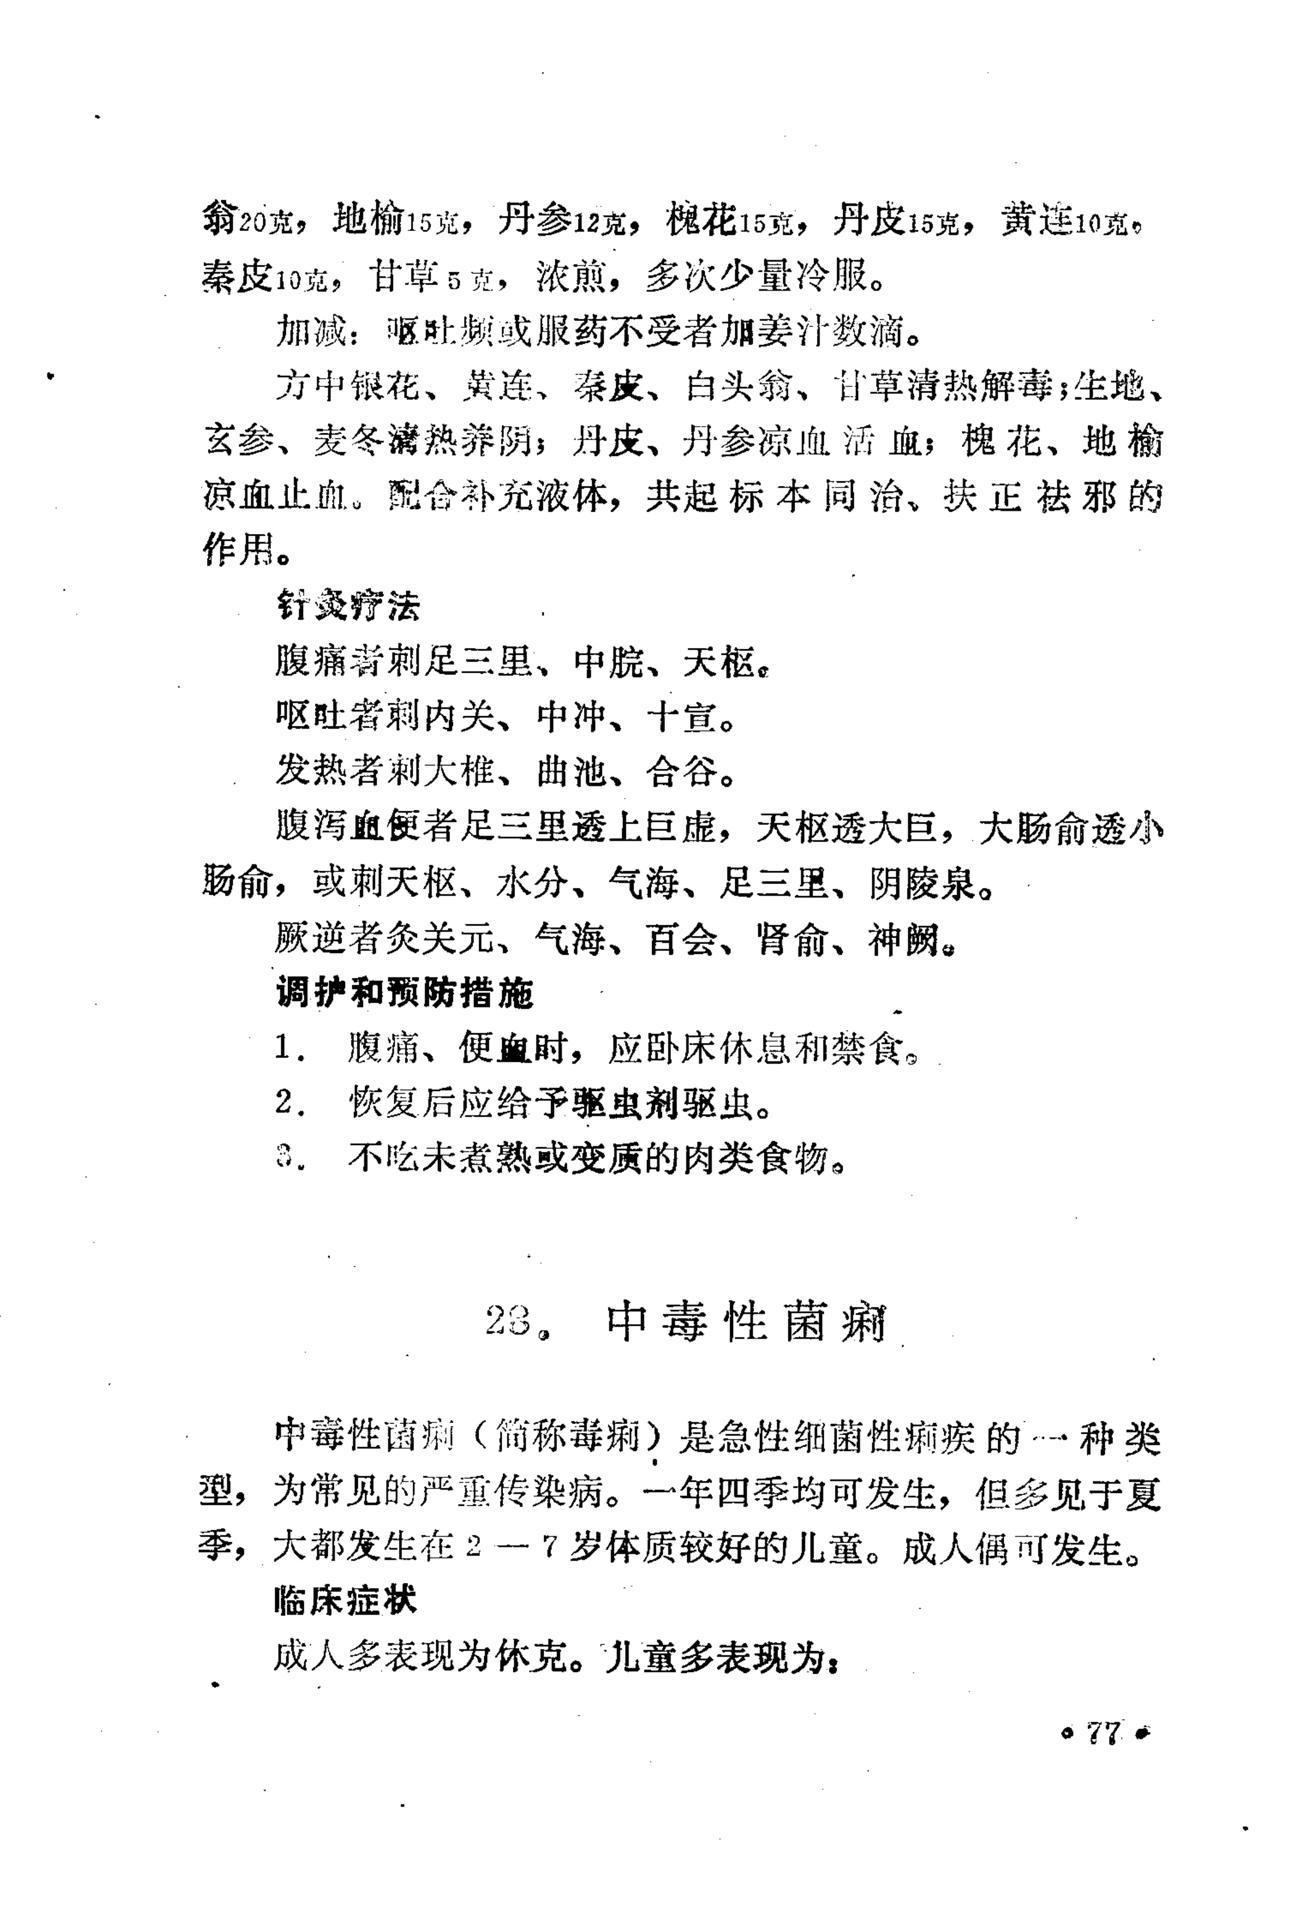 翁20克，地榆15克，丹参12克，槐花15克，丹皮15克，黄连10克。
秦皮10克，甘草5克，浓煎，多次少量冷服。
加减：呕吐频或服药不受者加姜汁数滴。
方中银花、黄连、秦皮、白头翁、甘草清热解毒；生地、
玄参、麦冬清热养阴；丹皮、丹参凉血活血；槐花、地榆
凉血止血。配合补充液体，共起标本同治、扶正祛邪的
作用。
针灸疗法
腹痛者刺足三里、中脘、天枢。
呕吐者刺内关、中冲、十宣。
发热者刺大椎、曲池、合谷。
腹泻血便者足三里透上巨虚，天枢透大巨，大肠俞透小
肠俞，或刺天枢、水分、气海、足三里、阴陵泉。
厥逆者灸关元、气海、百会、肾俞、神阙。
调护和预防措施
1. 腹痛、便血时，应卧床休息和禁食。
2. 恢复后应给予驱虫剂驱虫。
3. 不吃未煮熟或变质的肉类食物。
28。 中毒性菌痢
中毒性菌痢（简称毒痢）是急性细菌性痢疾的一种类
型，为常见的严重传染病。一年四季均可发生，但多见于夏
季，大都发生在2—7岁体质较好的儿童。成人偶可发生。
临床症状
成人多表现为休克。儿童多表现为：
• 77 •